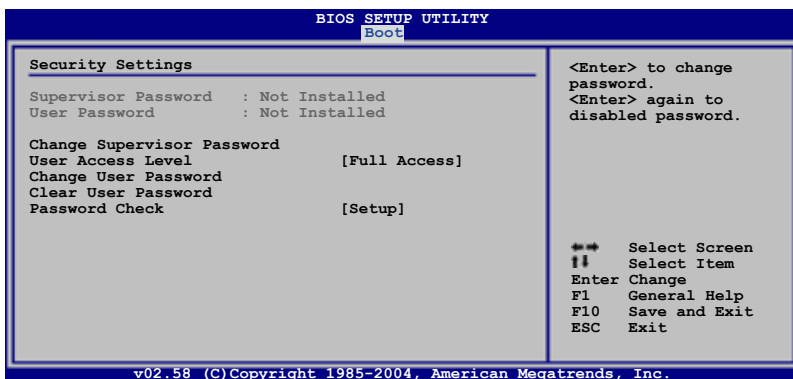 BIOS SETUP UTILITY
Boot
Security Settings
Supervisor Password : Not Installed
User Password : Not Installed
Change Supervisor Password
User Access Level [Full Access]
Change User Password
Clear User Password
Password Check [Setup]
<Enter> to change
password.
<Enter> again to
disabled password.
Select Screen
Select Item
Enter Change
F1 General Help
F10 Save and Exit
ESC Exit
v02.58 (C)Copyright 1985-2004, American Megatrends, Inc.